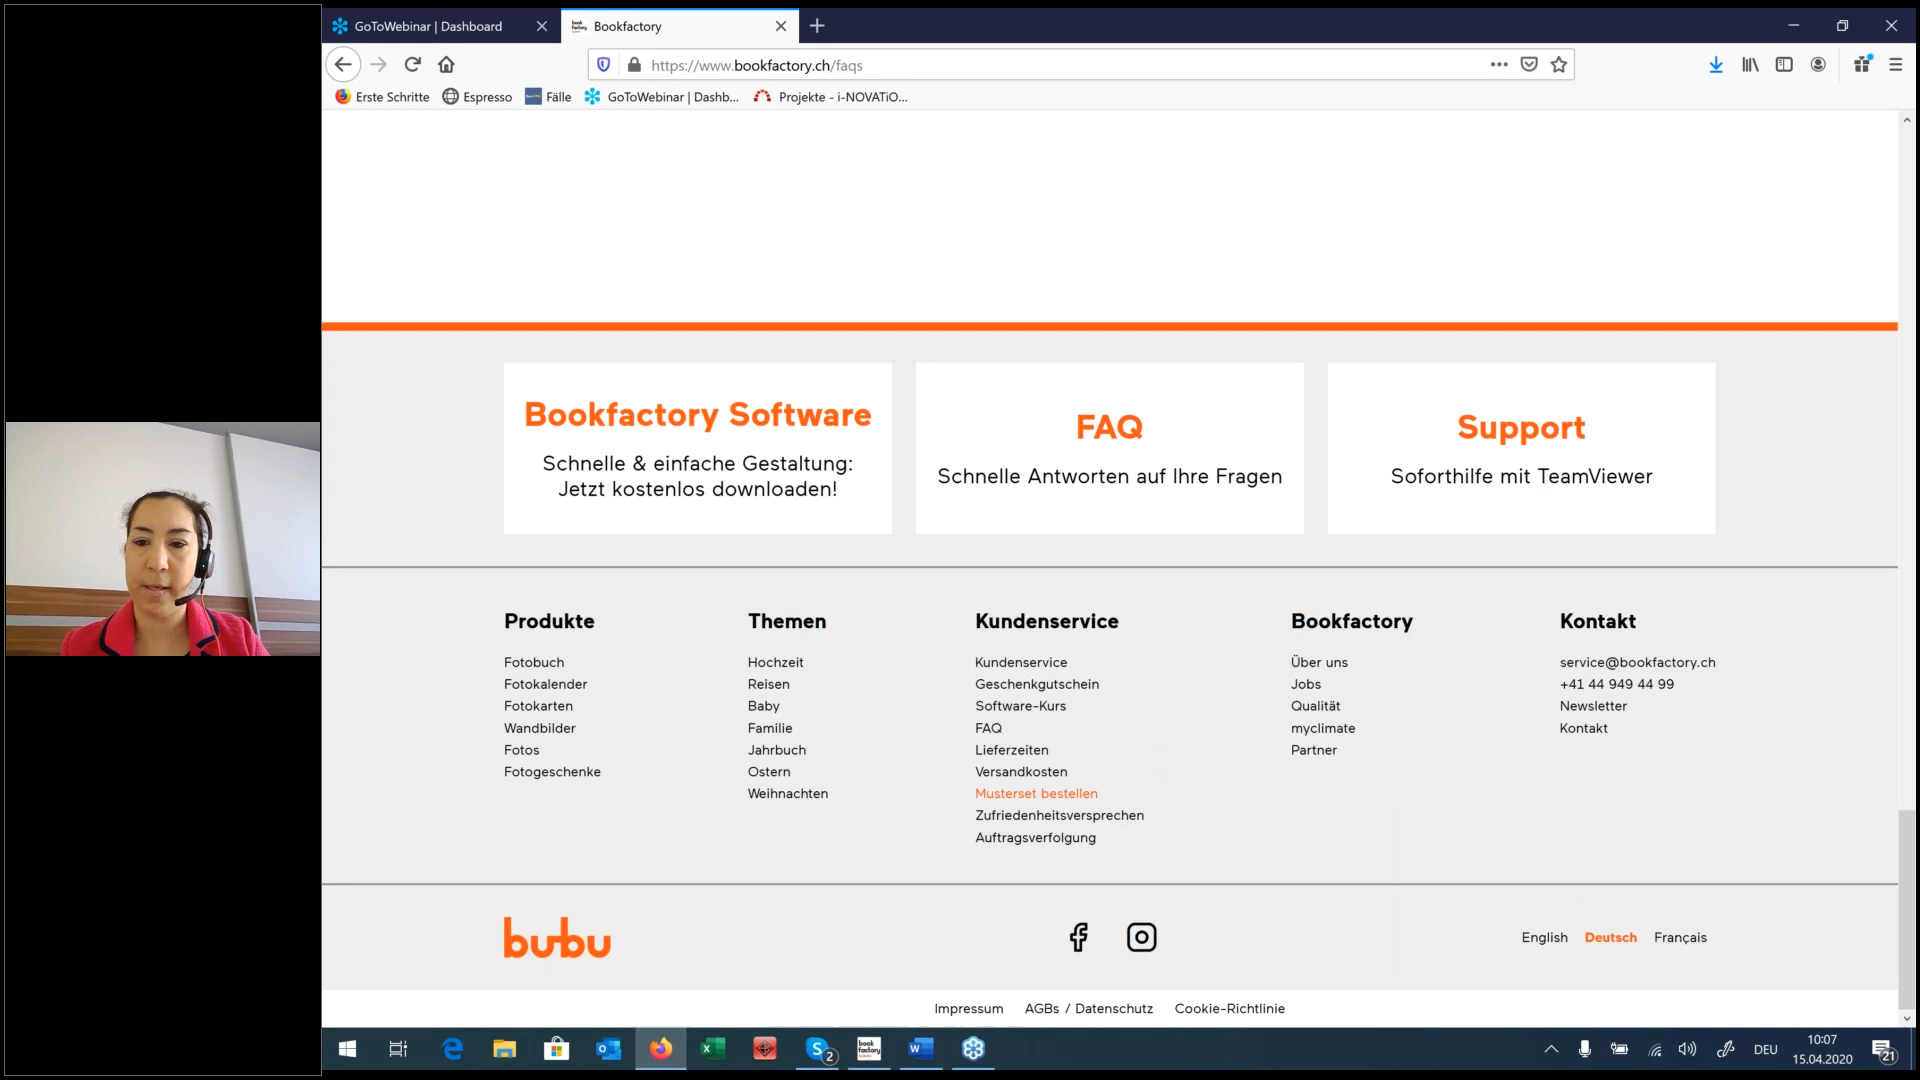 GoToWebinar | Dashboard
Bookfactory
https://www.bookfactory.ch/faqs
Erste Schritte
Espresso
Fälle
GoToWebinar | Dashb...
Projekte - i-NOVATiO...
Bookfactory Software
Schnelle & einfache Gestaltung:
Jetzt kostenlos downloaden!
FAQ
Schnelle Antworten auf Ihre Fragen
Support
Soforthilfe mit TeamViewer
Produkte
Fotobuch
Fotokalender
Fotokarten
Wandbilder
Fotos
Fotogeschenke
Themen
Hochzeit
Reisen
Baby
Familie
Jahrbuch
Ostern
Weihnachten
Kundenservice
Kundenservice
Geschenkgutschein
Software-Kurs
FAQ
Lieferzeiten
Versandkosten
Musterset bestellen
Zufriedenheitsversprechen
Auftragsverfolgung
Bookfactory
Über uns
Jobs
Qualität
myclimate
Partner
Kontakt
service@bookfactory.ch
+41 44 949 44 99
Newsletter
Kontakt
bubu
English Deutsch Français
Impressum AGBs / Datenschutz Cookie-Richtlinie
2
book
factory
DEU
10:07
15.04.2020
21